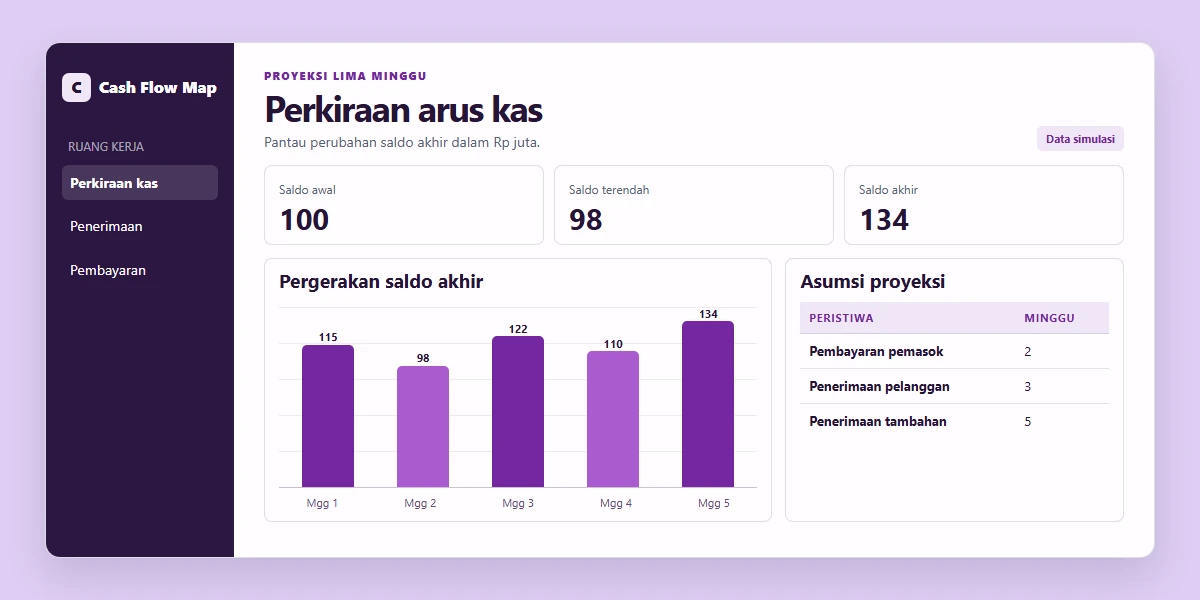 C Cash Flow Map
RUANG KERJA
Perkiraan kas
Penerimaan
Pembayaran
PROYEKSI LIMA MINGGU
Perkiraan arus kas
Pantau perubahan saldo akhir dalam Rp juta.
Data simulasi
Saldo awal
100
Saldo terendah
98
Saldo akhir
134
Pergerakan saldo akhir
115
98
122
110
134
Mgg 1
Mgg 2
Mgg 3
Mgg 4
Mgg 5
Asumsi proyeksi
PERISTIWA MINGGU
Pembayaran pemasok 2
Penerimaan pelanggan 3
Penerimaan tambahan 5